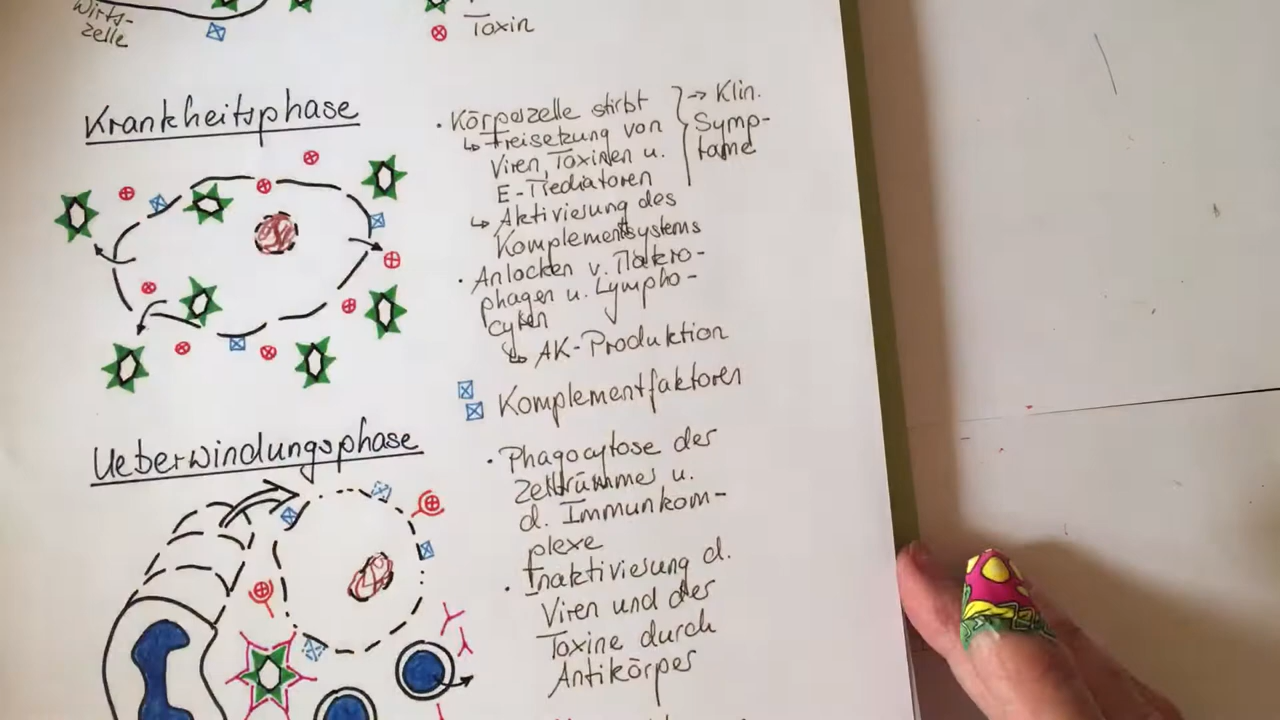 Wirts-
zelle
Toxin
Krankheitsphase
• Körperzelle stirbt
↳ Freisetzung von
Viren, Toxinen u.
E-Mediatoren
→ Klin.
Symp-
tome
↳ Aktivierung des
Komplementsystems
• Anlocken v. Makro-
phagen u. Lympho-
cyten
↳ AK-Produktion
Komplementfaktoren
Ueberwindungsphase
• Phagocytose der
Zelltrümmer u.
d. Immunkom-
plexe
• Inaktivierung d.
Viren und der
Toxine durch
Antikörper